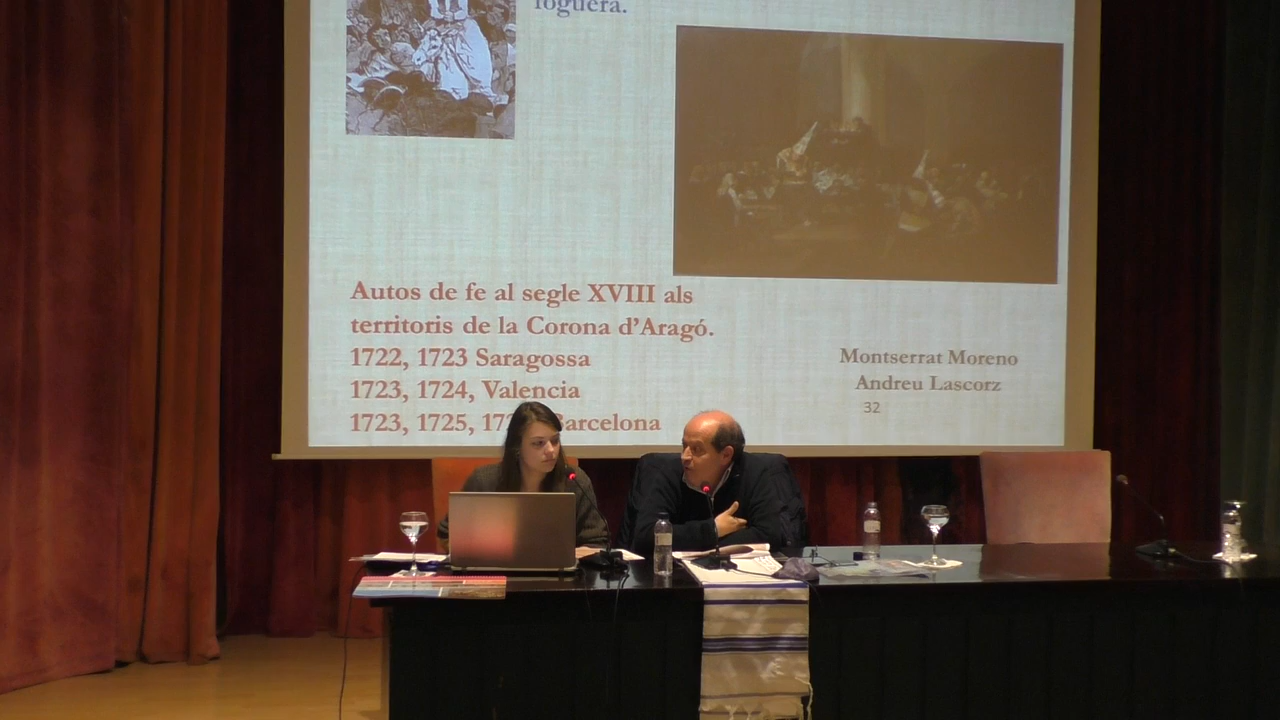 foguera.
Autos de fe al segle XVIII als
territoris de la Corona d'Aragó.
1722, 1723 Saragossa
1723, 1724, Valencia
1723, 1725, Barcelona
Montserrat Moreno
Andreu Lascorz
32